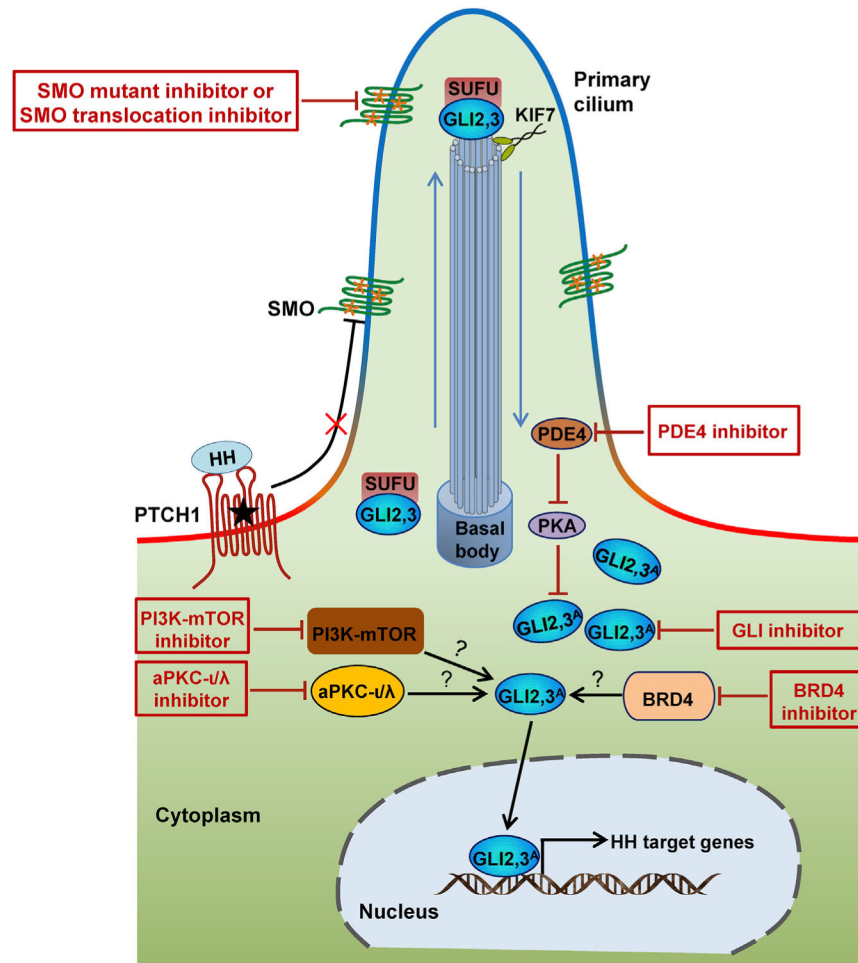 SMO mutant inhibitor or
SMO translocation inhibitor
SUFU
GLI2,3
KIF7
Primary
cilium
SMO
PDE4
PDE4 inhibitor
HH
PTCH1
SUFU
GLI2,3
Basal
body
PKA
GLI2,3A
GLI2,3A
GLI2,3A
GLI inhibitor
PI3K-mTOR
inhibitor
PI3K-mTOR
?
aPKC-ι/λ
inhibitor
aPKC-ι/λ
?
GLI2,3A
?
BRD4
BRD4
inhibitor
Cytoplasm
GLI2,3A
HH target genes
Nucleus